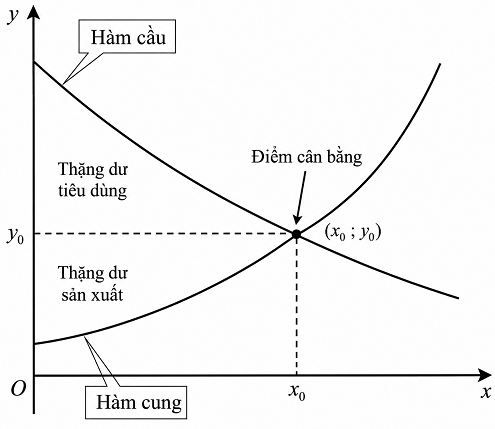 y
Hàm cầu
Thặng dư
tiêu dùng
Điểm cân bằng
y₀
(x₀ ; y₀)
Thặng dư
sản xuất
O
Hàm cung
x₀
x